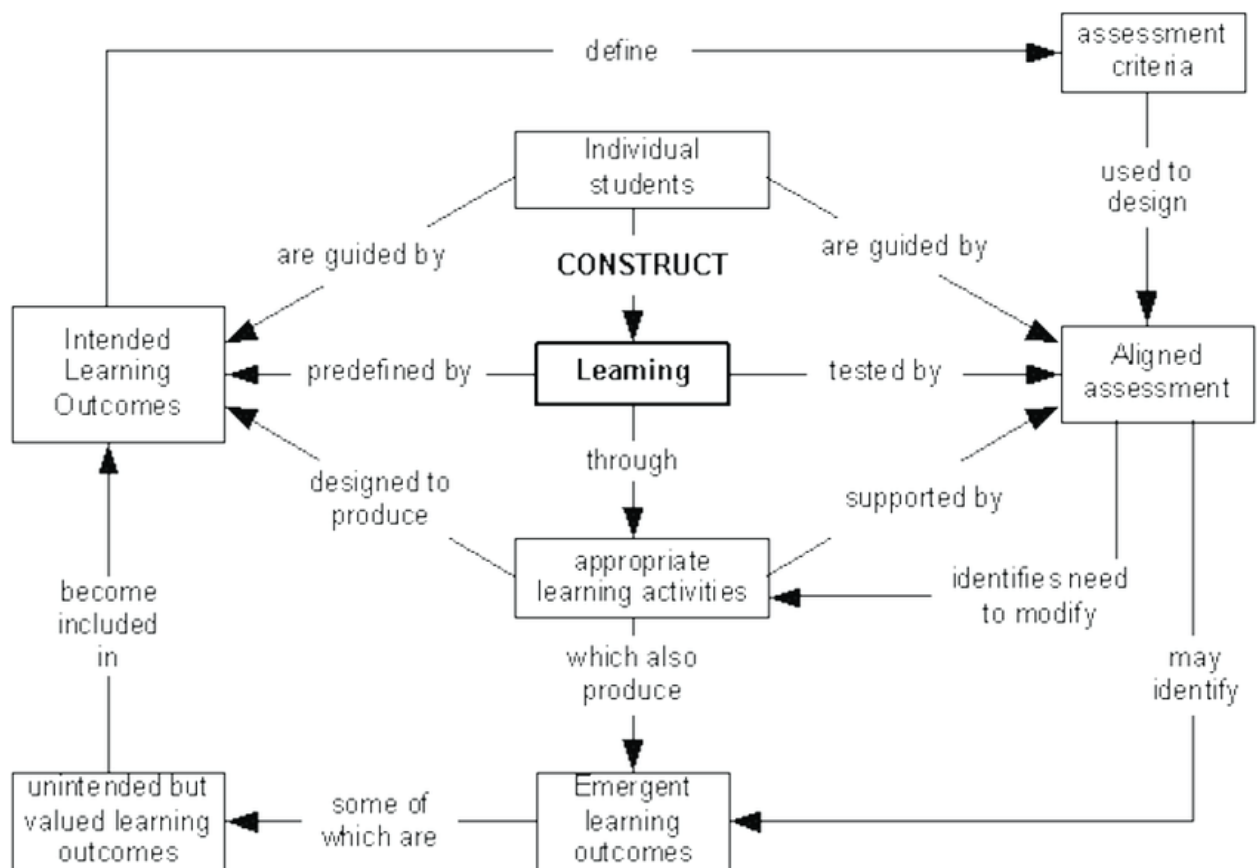 define
assessment
criteria
Individual
students
used to
design
are guided by
are guided by
CONSTRUCT
Intended
Learning
Outcomes
predefined by
Learning
tested by
Aligned
assessment
through
designed to
produce
supported by
appropriate
learning activities
identifies need
to modify
become
included
in
which also
produce
may
identify
unintended but
valued learning
outcomes
some of
which are
Emergent
learning
outcomes